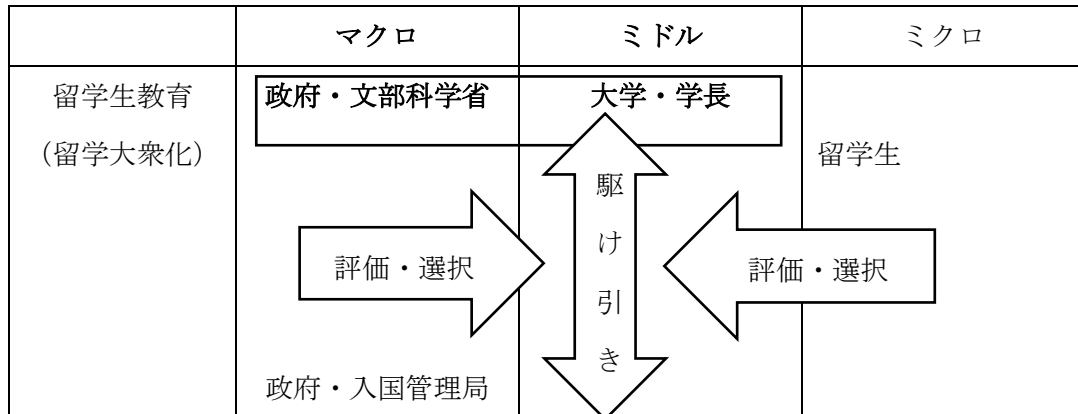 マクロ
ミドル
ミクロ
留学生教育
(留学大衆化)
政府・文部科学省
大学・学長
留学生
駆け引き
評価・選択
評価・選択
政府・入国管理局